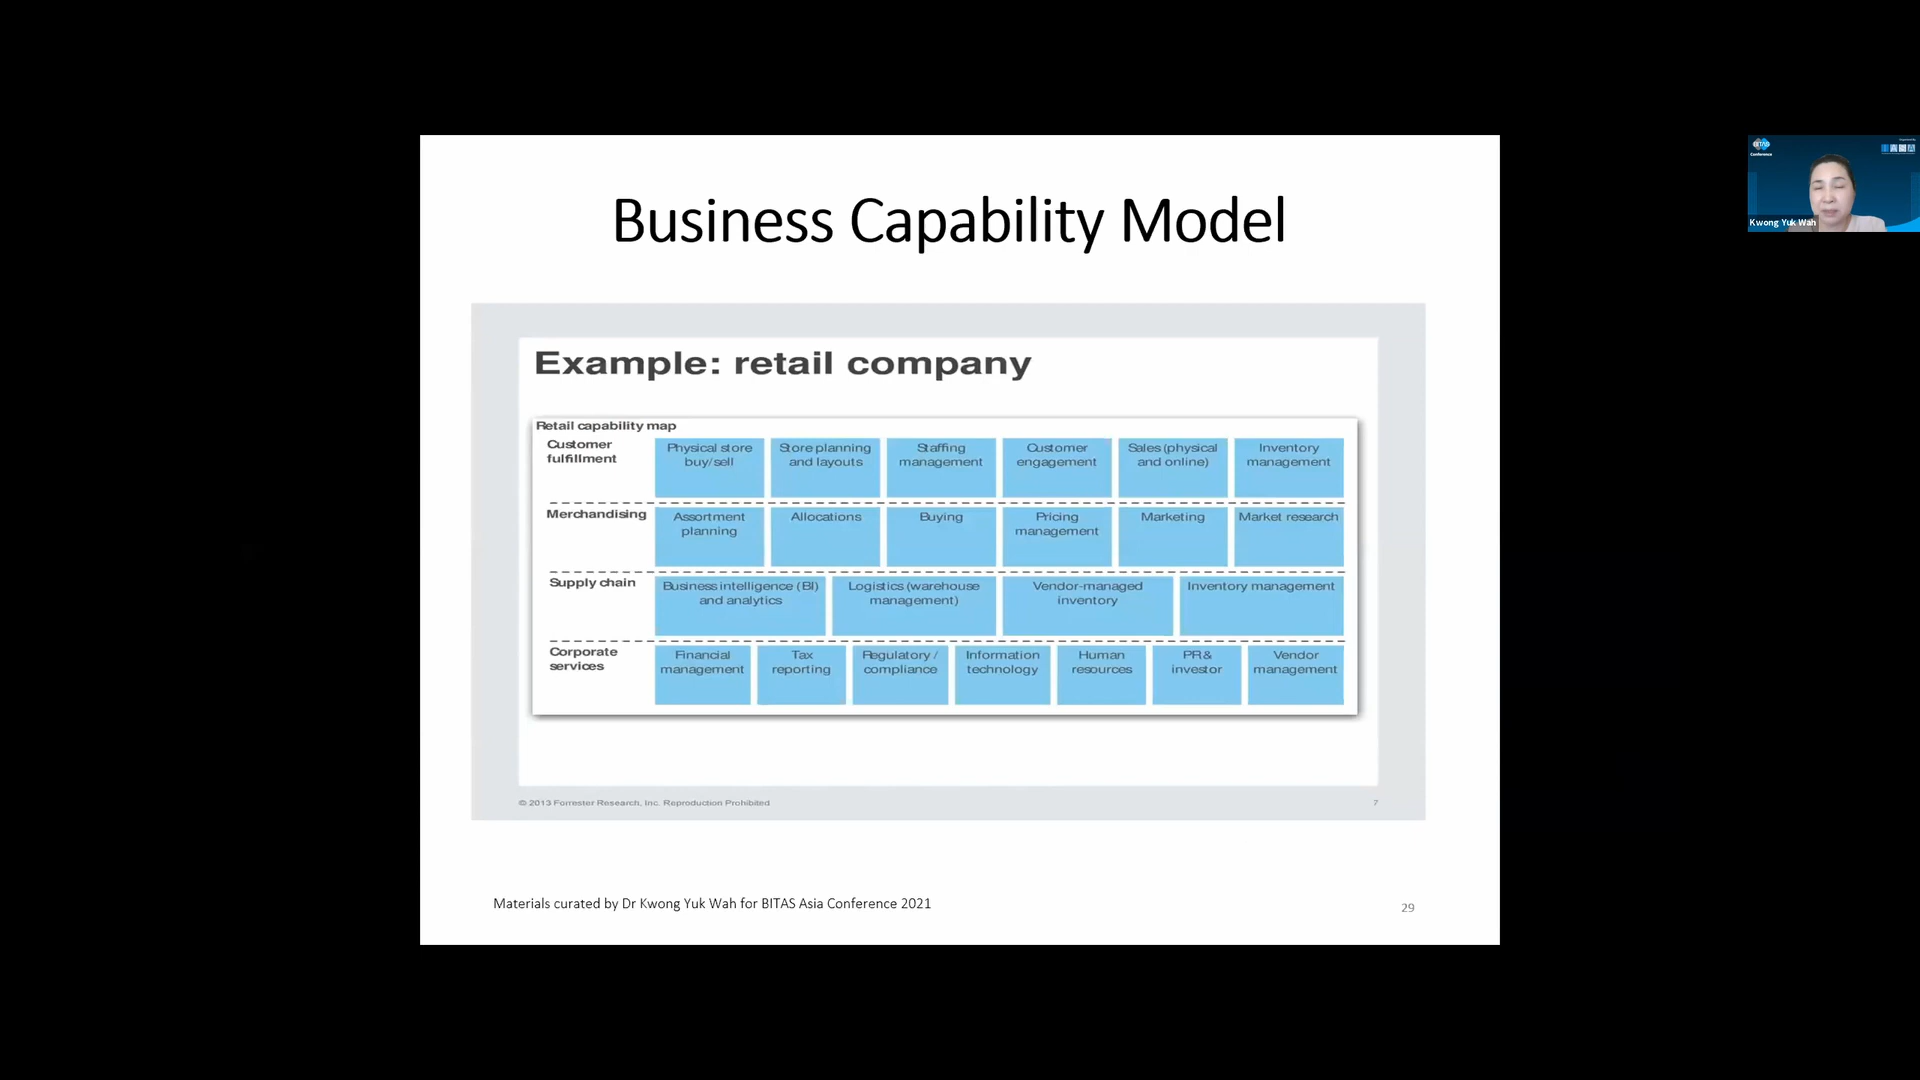 Business Capability Model
Example: retail company
Retail capability map
Customer
fulfillment
Physical store
buy/sell
Store planning
and layouts
Staffing
management
Customer
engagement
Sales (physical
and online)
Inventory
management
Merchandising
Assortment
planning
Allocations
Buying
Pricing
management
Marketing
Market research
Supply chain
Business intelligence (BI)
and analytics
Logistics (warehouse
management)
Vendor-managed
inventory
Inventory management
Corporate
services
Financial
management
Tax
reporting
Regulatory /
compliance
Information
technology
Human
resources
PR &
investor
Vendor
management
© 2013 Forrester Research, Inc. Reproduction Prohibited
7
Materials curated by Dr Kwong Yuk Wah for BITAS Asia Conference 2021
29
BITAS
Conference
Kwong Yuk Wah